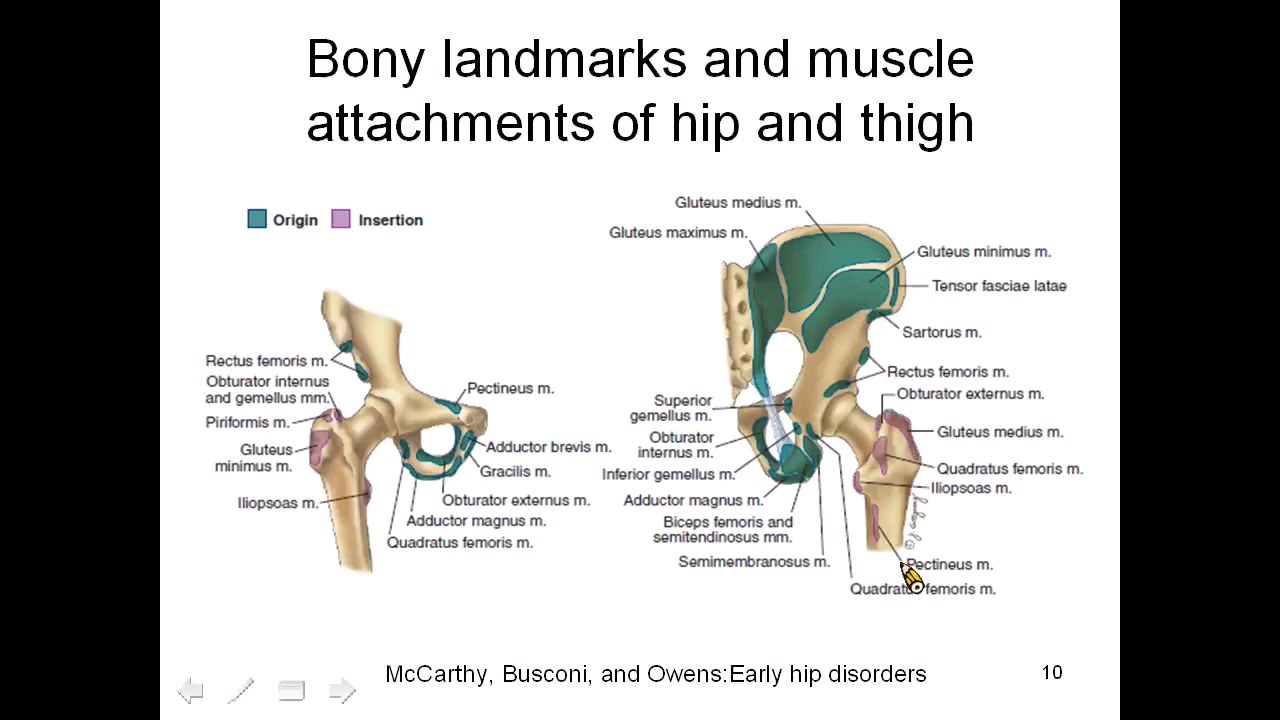 Bony landmarks and muscle
attachments of hip and thigh
Origin
Insertion
Rectus femoris m.
Obturator internus
and gemellus mm.
Piriformis m.
Gluteus
minimus m.
Iliopsoas m.
Pectineus m.
Adductor brevis m.
Gracilis m.
Obturator externus m.
Adductor magnus m.
Quadratus femoris m.
Gluteus medius m.
Gluteus maximus m.
Superior
gemellus m.
Obturator
internus m.
Inferior gemellus m.
Adductor magnus m.
Biceps femoris and
semitendinosus mm.
Semimembranosus m.
Gluteus minimus m.
Tensor fasciae latae
Sartorus m.
Rectus femoris m.
Obturator externus m.
Gluteus medius m.
Quadratus femoris m.
Iliopsoas m.
©
Pectineus m.
Quadratus femoris m.
McCarthy, Busconi, and Owens:Early hip disorders
10